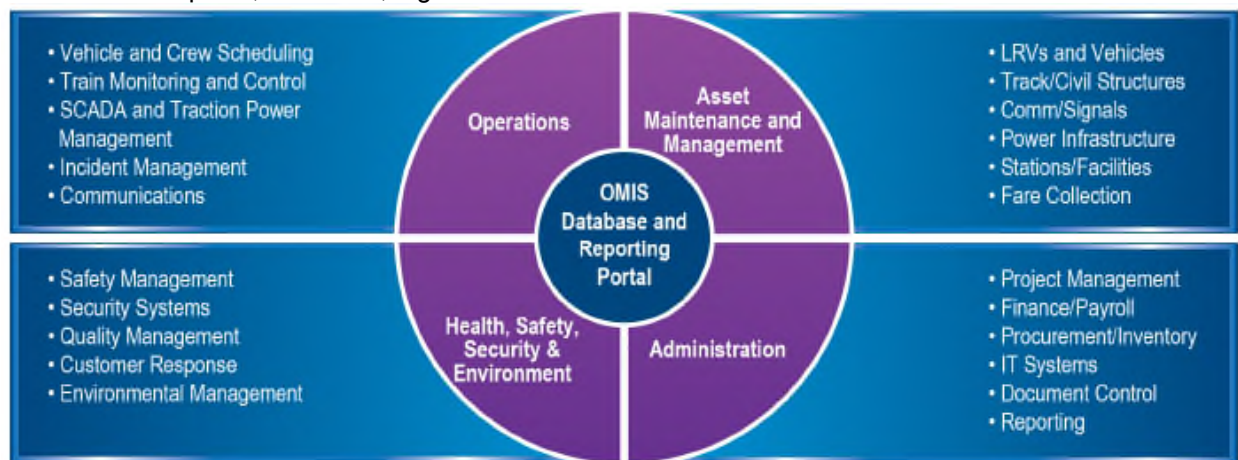 • Vehicle and Crew Scheduling
• Train Monitoring and Control
• SCADA and Traction Power
Management
• Incident Management
• Communications
Operations
Asset
Maintenance and
Management
• LRVs and Vehicles
• Track/Civil Structures
• Comm/Signals
• Power Infrastructure
• Stations/Facilities
• Fare Collection
OMIS
Database and
Reporting
Portal
• Safety Management
• Security Systems
• Quality Management
• Customer Response
• Environmental Management
Health, Safety,
Security &
Environment
Administration
• Project Management
• Finance/Payroll
• Procurement/Inventory
• IT Systems
• Document Control
• Reporting